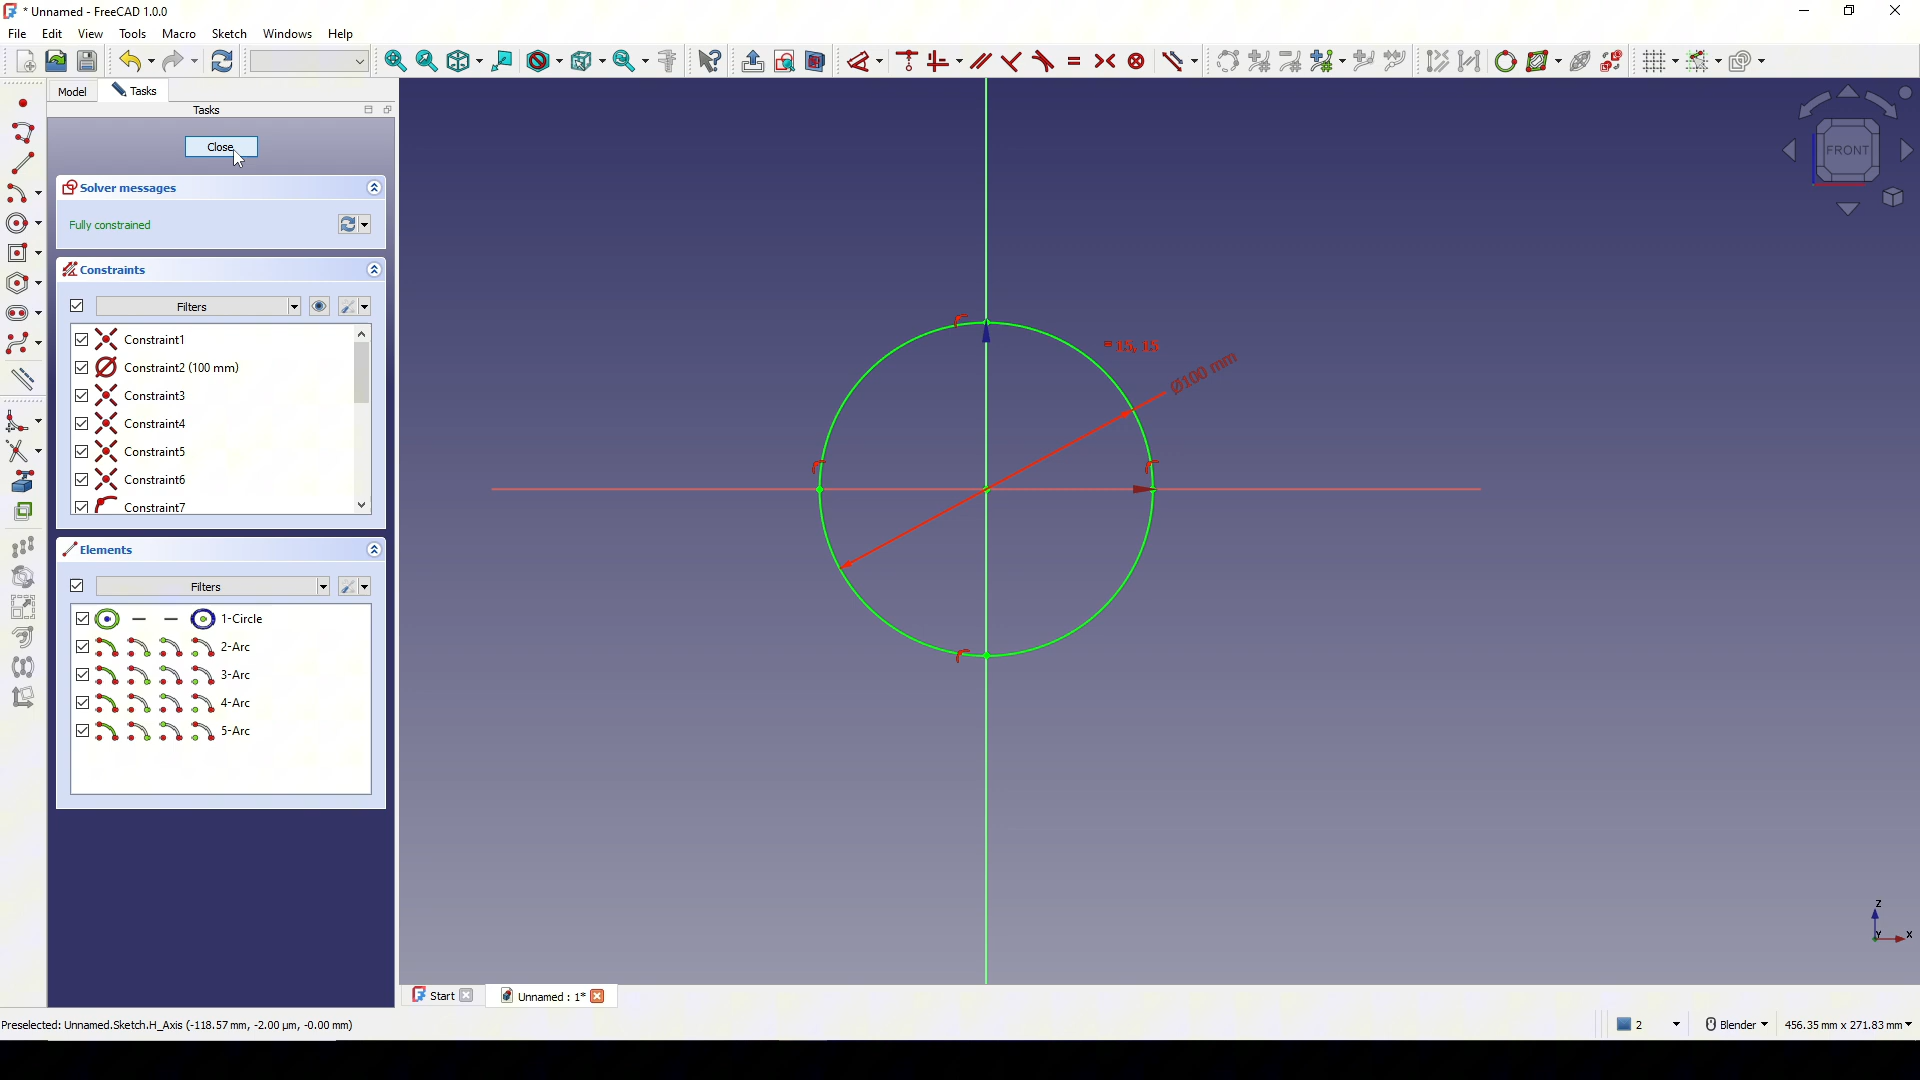 * Unnamed - FreeCAD 1.0.0
File Edit View Tools Macro Sketch Windows Help
Model Tasks
Tasks
Close
Solver messages
Fully constrained
Constraints
Filters
Constraint1
Constraint2 (100 mm)
Constraint3
Constraint4
Constraint5
Constraint6
Constraint7
Elements
Filters
1-Circle
2-Arc
3-Arc
4-Arc
5-Arc
15, 15
Ø100 mm
FRONT
Z
Y
X
Start
Unnamed : 1*
Preselected: Unnamed.Sketch.H_Axis (-118.57 mm, -2.00 µm, -0.00 mm)
2
Blender
456.35 mm x 271.83 mm